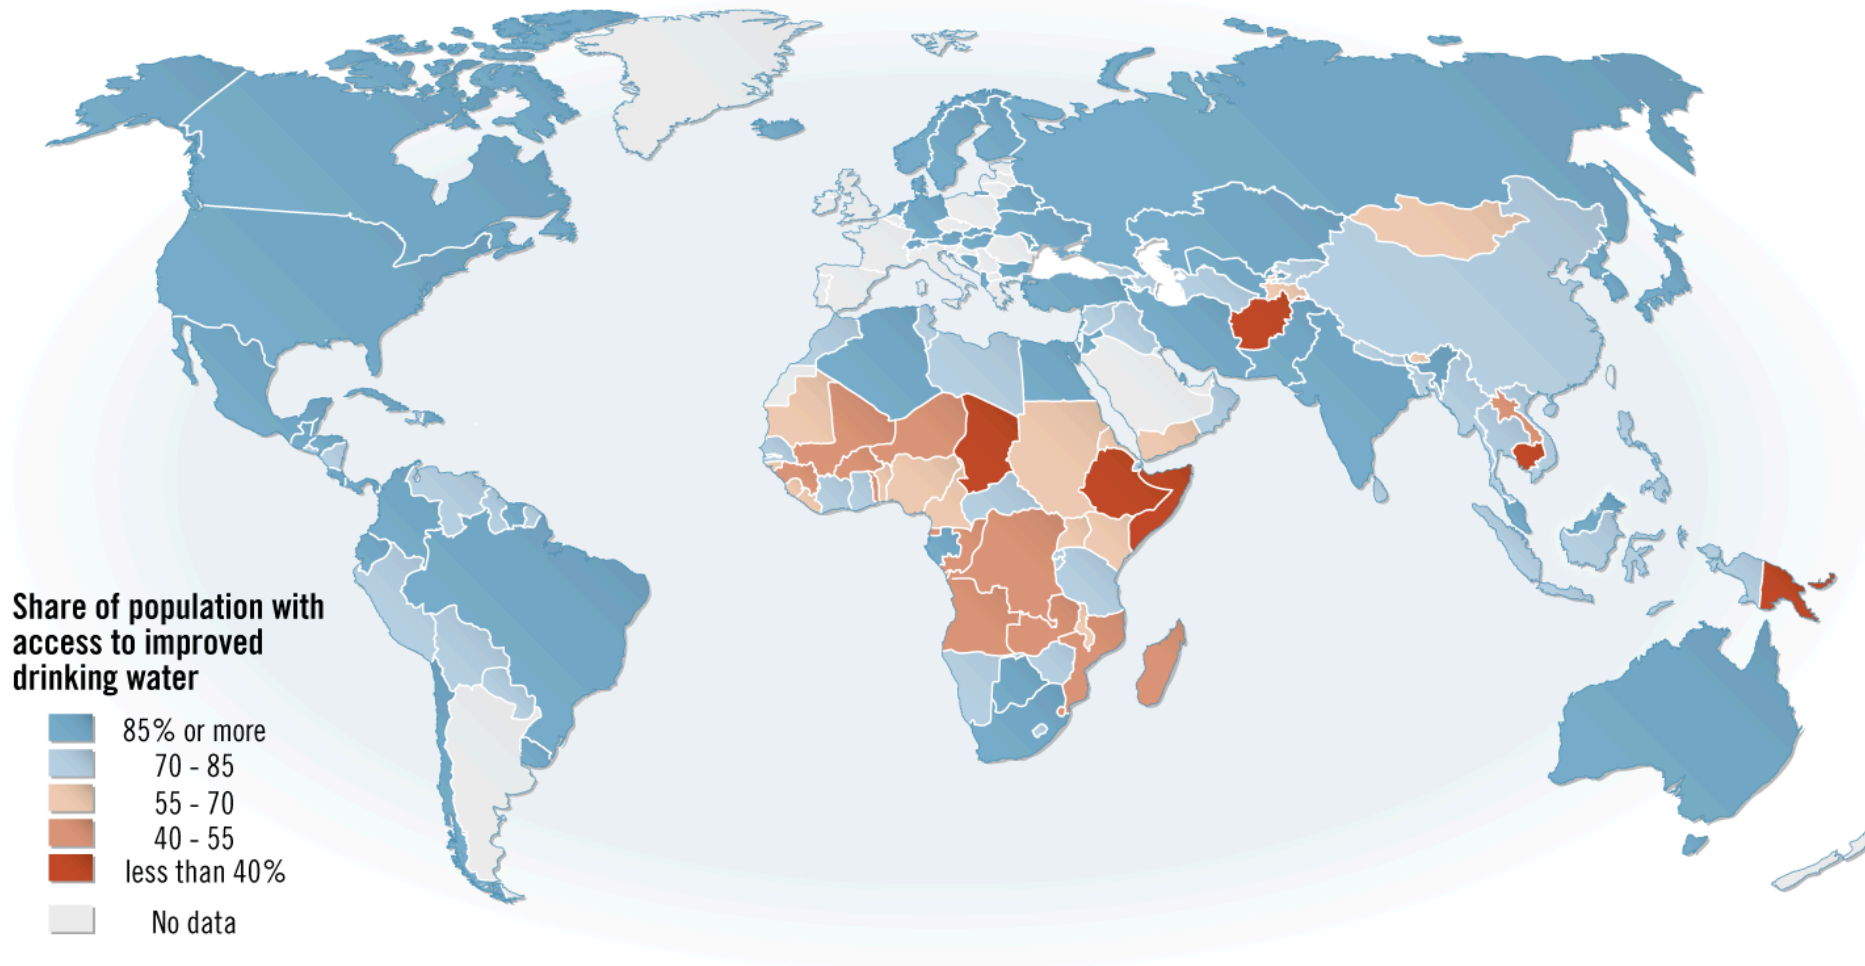 Share of population with
access to improved
drinking water
85% or more
70 - 85
55 - 70
40 - 55
less than 40%
No data